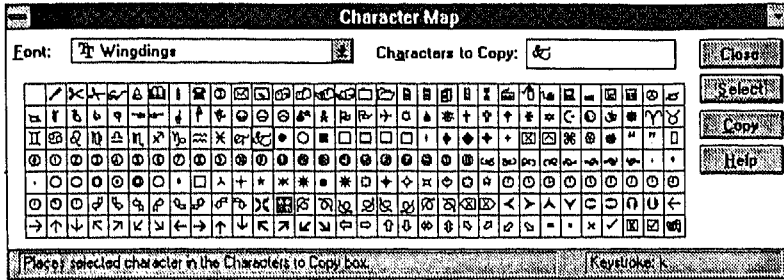 Character Map
Font: Wingdings Characters to Copy:
Close
Select
Copy
Help
Places selected character in the Characters to Copy box. Keystroke: k